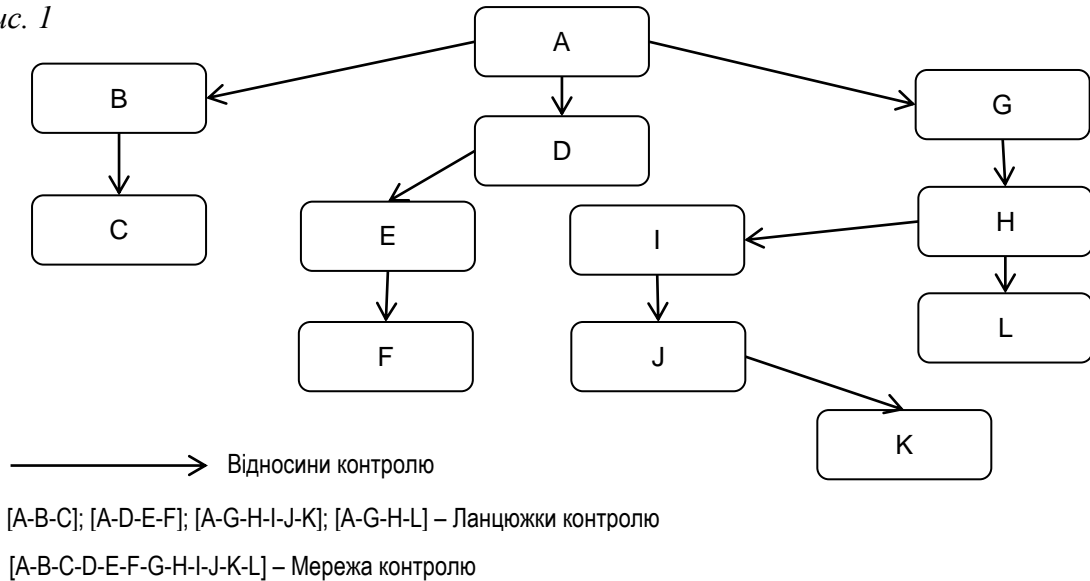 ис. 1
A
B
G
D
C
E
I
H
F
J
L
K
Відносини контролю
[A-B-C]; [A-D-E-F]; [A-G-H-I-J-K]; [A-G-H-L] – Ланцюжки контролю
[A-B-C-D-E-F-G-H-I-J-K-L] – Мережа контролю